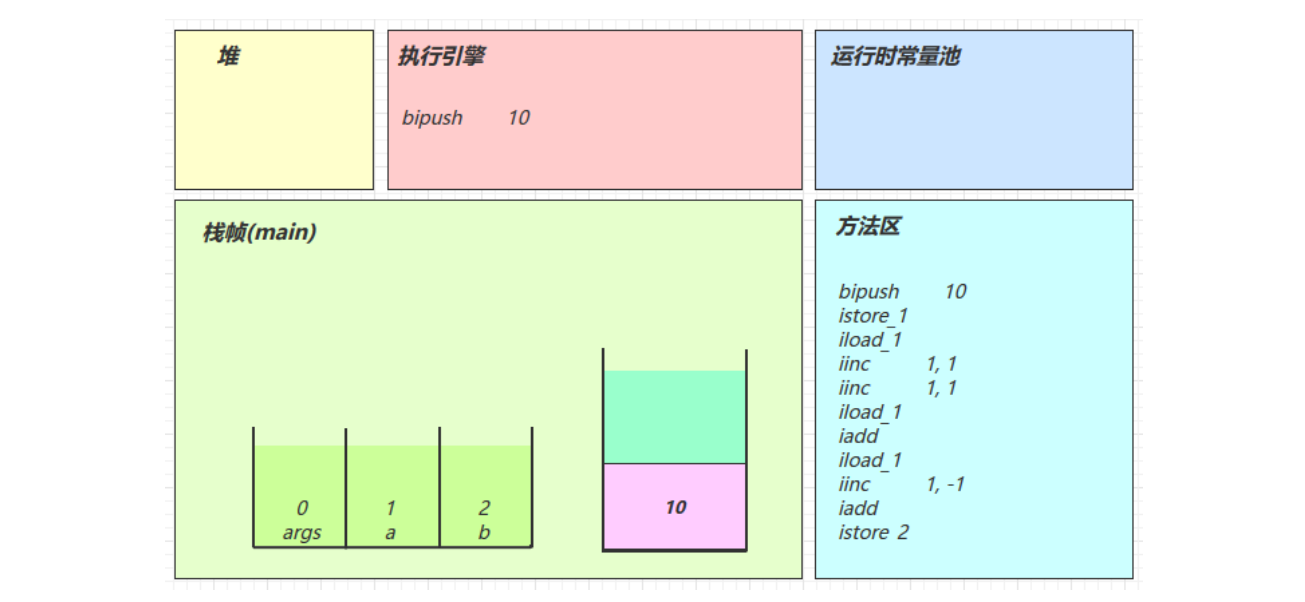 堆
执行引擎
bipush 10
运行时常量池
栈帧(main)
0 1 2
args a b
10
方法区
bipush 10
istore_1
iload_1
iinc 1, 1
iinc 1, 1
iload_1
iadd
iload_1
iinc 1, -1
iadd
istore 2